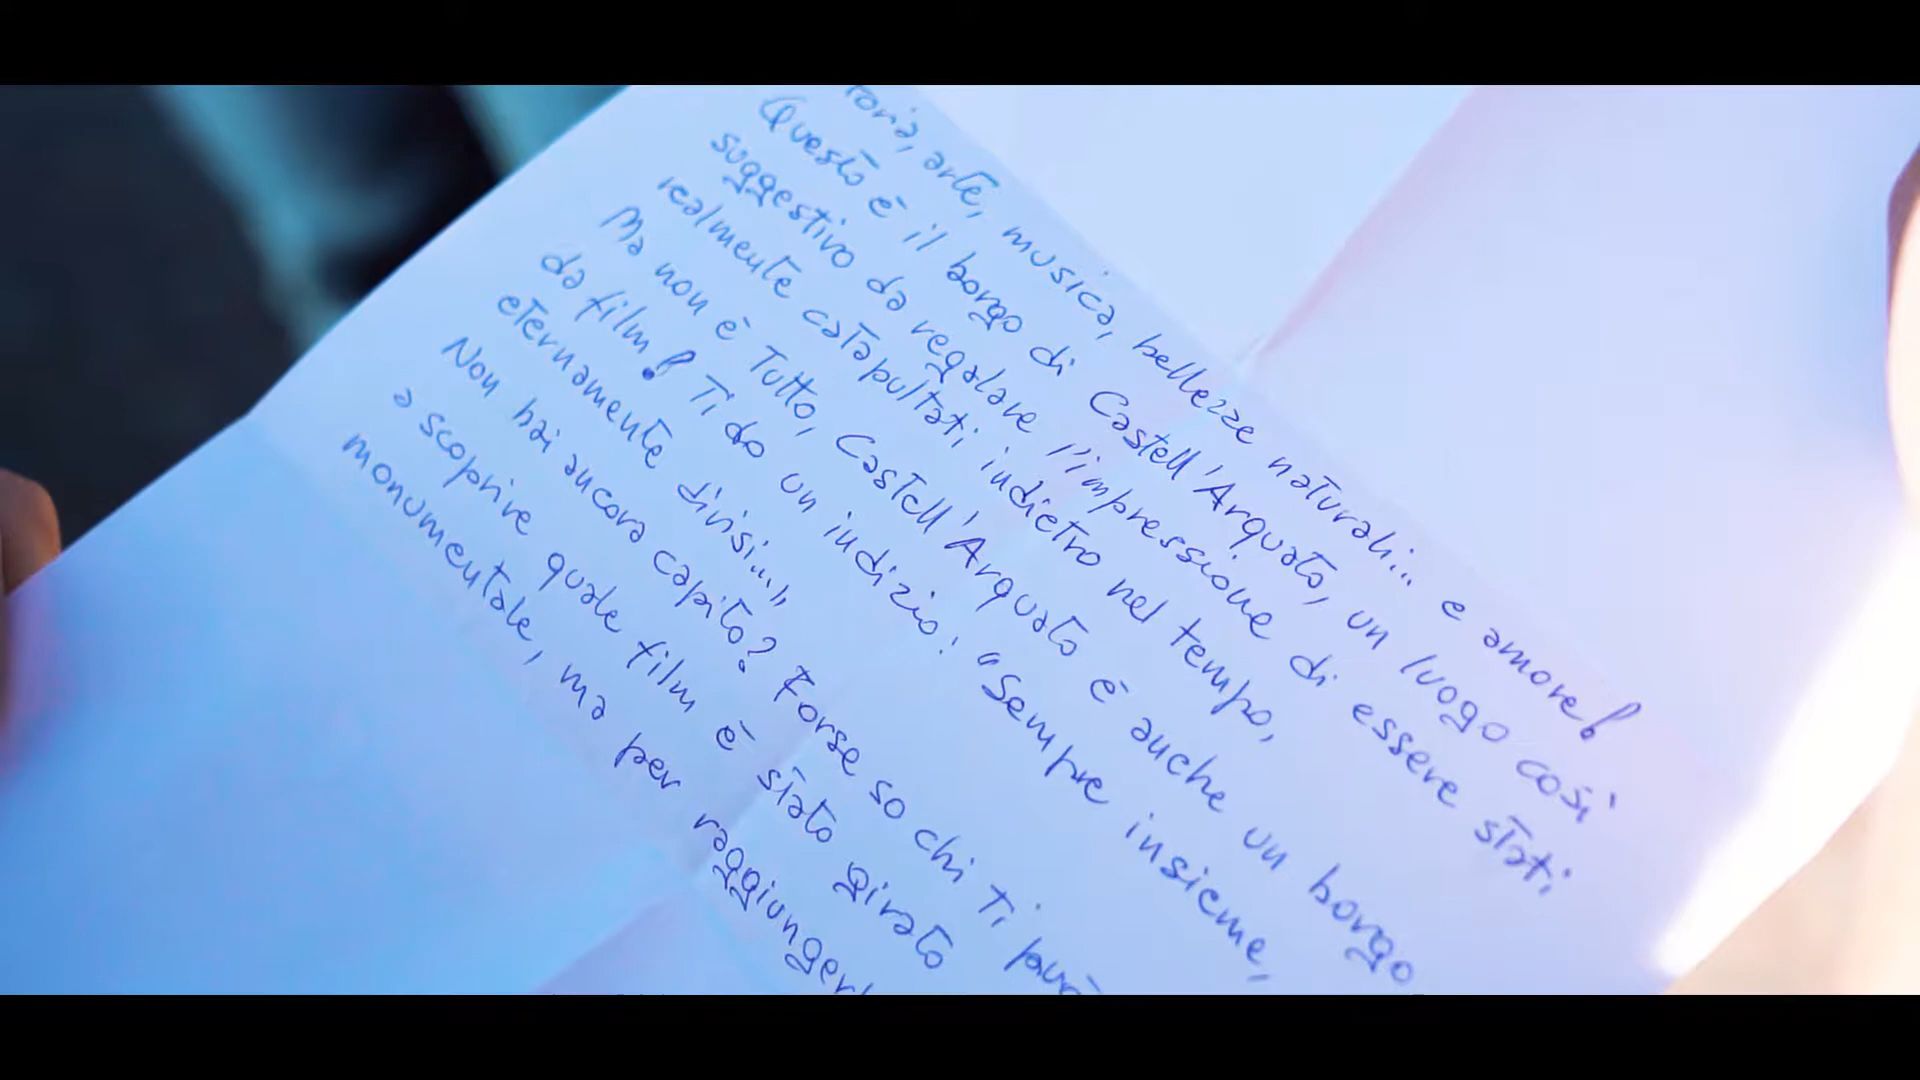 toria, arte, musica, bellezze naturali... e amore!
Questo è il borgo di Castell'Arquato, un luogo così
suggestivo da regalare l'impressione di essere stati
realmente catapultati indietro nel tempo,
Ma non è tutto, Castell'Arquato è anche un borgo
da film! Ti do un indizio: "Sempre insieme,
eternamente divisi..."
Non hai ancora capito? Forse so chi ti può
a scoprire quale film è stato girato
monumentale, ma per raggiungerl